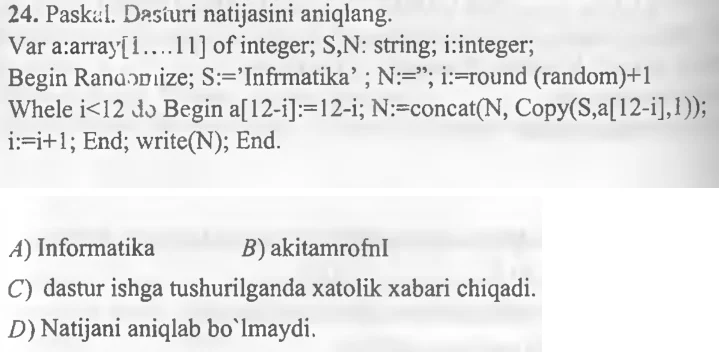 24. Paskal. Dasturi natijasini aniqlang.
Var a:array[1....11] of integer; S,N: string; i:integer;
Begin Randomize; S:='Infrmatika' ; N:=''; i:=round (random)+1
Whele i<12 do Begin a[12-i]:=12-i; N:=concat(N, Copy(S,a[12-i],1));
i:=i+1; End; write(N); End.
A) Informatika B) akitamrofnI
C) dastur ishga tushurilganda xatolik xabari chiqadi.
D) Natijani aniqlab bo`lmaydi.